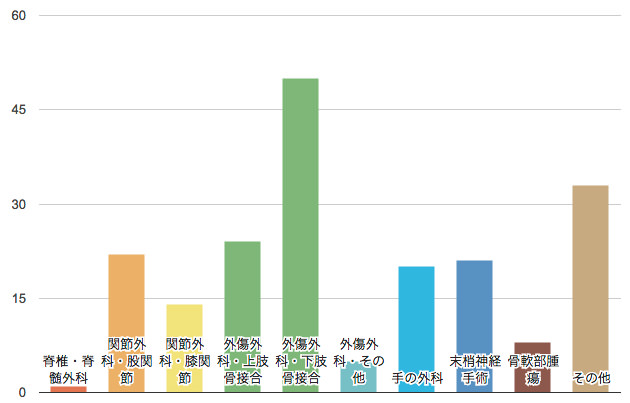 60
45
30
15
0
脊椎・脊
髄外科
関節外
科・股関
節
関節外
科・膝関
節
外傷外
科・上肢
骨接合
外傷外
科・下肢
骨接合
外傷外
科・その
他
手の外科
末梢神経
手術
骨軟部腫
瘍
その他